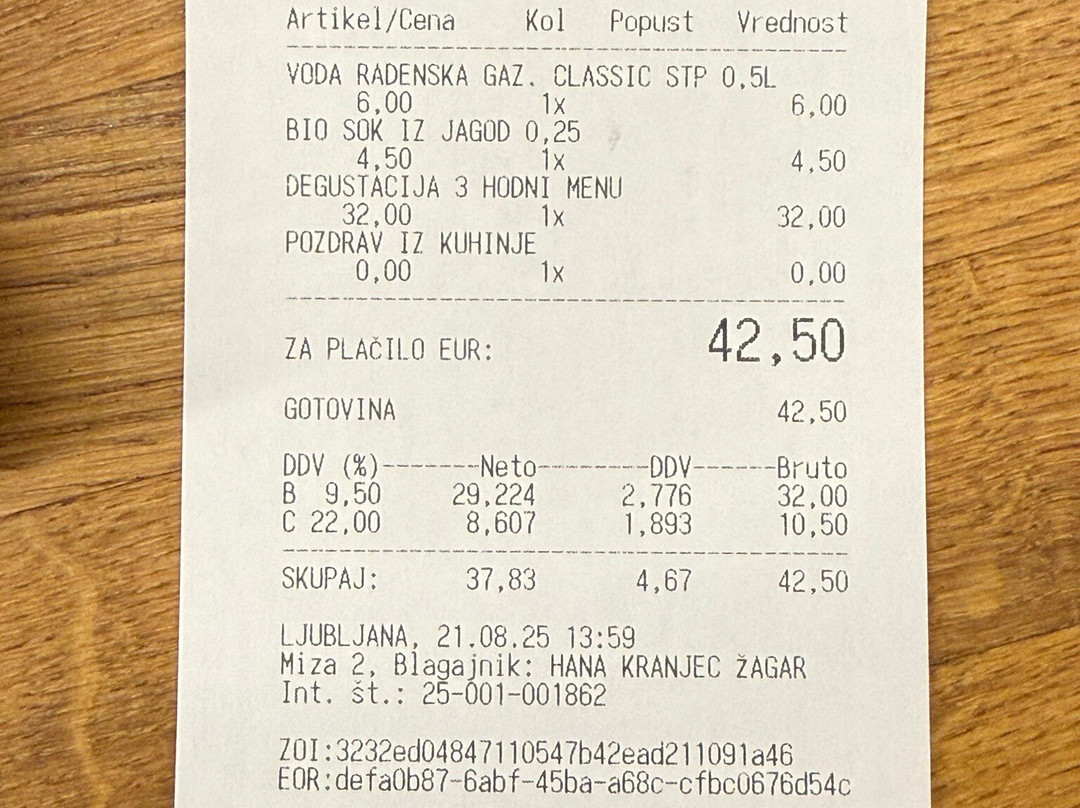 Artikel/Cena Kol Popust Vrednost
VODA RADENSKA GAZ. CLASSIC STP 0,5L
6,00 1x 6,00
BIO SOK IZ JAGOD 0,25
4,50 1x 4,50
DEGUSTACIJA 3 HODNI MENU
32,00 1x 32,00
POZDRAV IZ KUHINJE
0,00 1x 0,00
ZA PLAČILO EUR: 42,50
GOTOVINA 42,50
DDV (%)-------Neto--------DDV------Bruto
B 9,50 29,224 2,776 32,00
C 22,00 8,607 1,893 10,50
SKUPAJ: 37,83 4,67 42,50
LJUBLJANA, 21.08.25 13:59
Miza 2, Blagajnik: HANA KRANJEC ŽAGAR
Int. št.: 25-001-001862
ZOI:3232ed04847110547b42ead211091a46
EOR:defa0b87-6abf-45ba-a68c-cfbc0676d54c